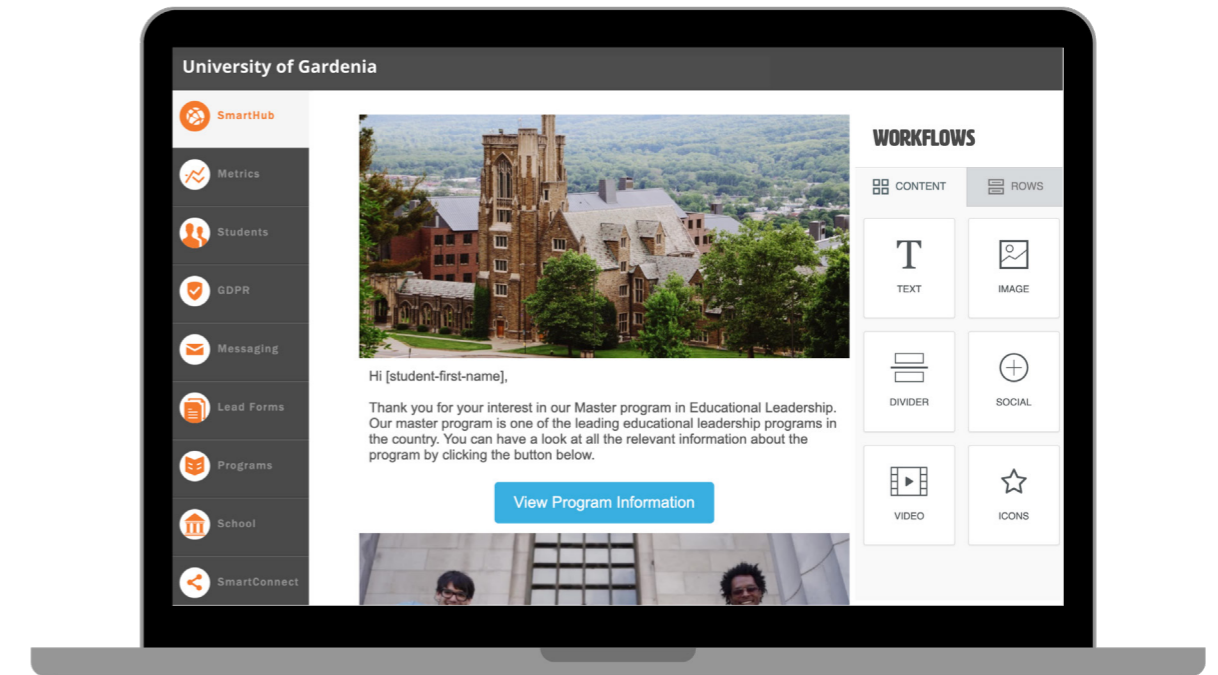 University of Gardenia
SmartHub
Metrics
Students
GDPR
Messaging
Lead Forms
Programs
School
SmartConnect
Hi [student-first-name],
Thank you for your interest in our Master program in Educational Leadership.
Our master program is one of the leading educational leadership programs in
the country. You can have a look at all the relevant information about the
program by clicking the button below.
View Program Information
WORKFLOWS
CONTENT
ROWS
TEXT
IMAGE
DIVIDER
SOCIAL
VIDEO
ICONS